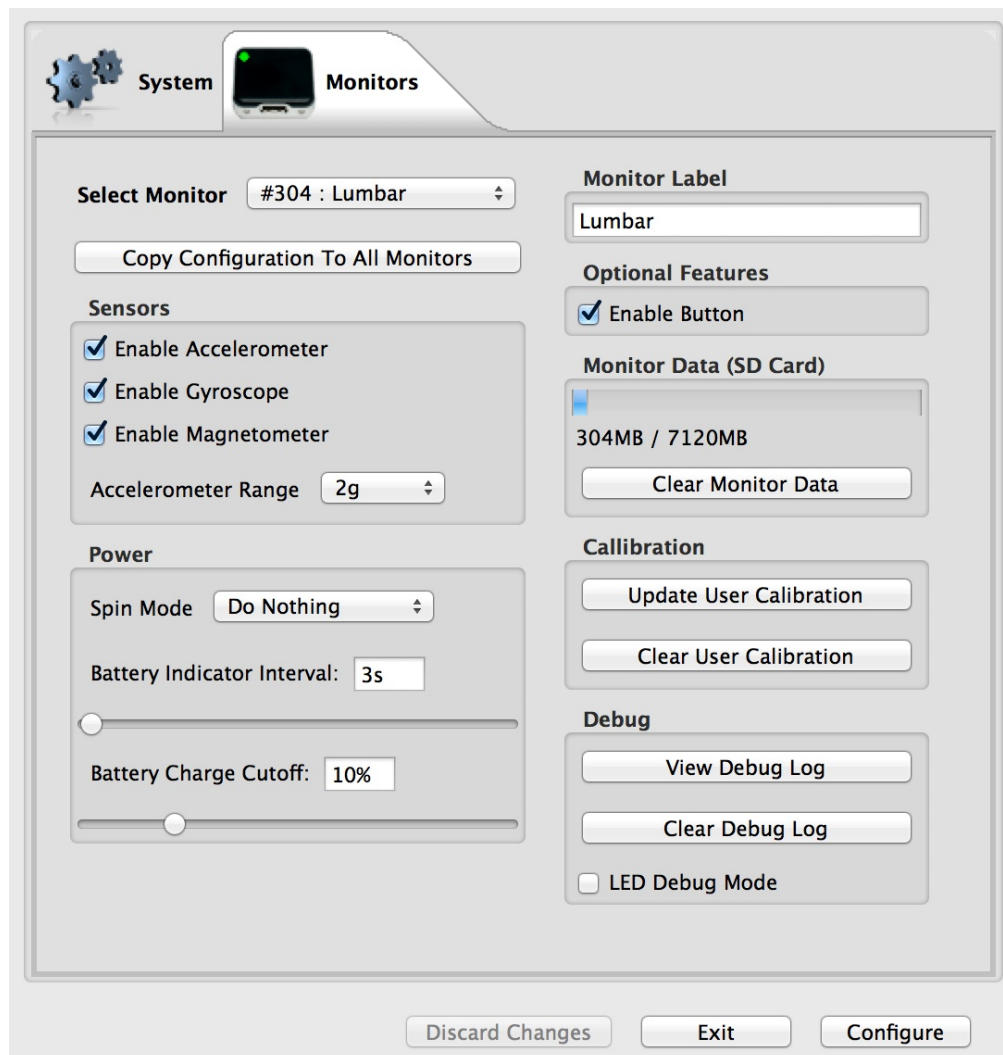 System
Monitors
Select Monitor #304 : Lumbar
Copy Configuration To All Monitors
Sensors
Enable Accelerometer
Enable Gyroscope
Enable Magnetometer
Accelerometer Range 2g
Power
Spin Mode Do Nothing
Battery Indicator Interval: 3s
Battery Charge Cutoff: 10%
Monitor Label
Lumbar
Optional Features
Enable Button
Monitor Data (SD Card)
304MB / 7120MB
Clear Monitor Data
Callibration
Update User Calibration
Clear User Calibration
Debug
View Debug Log
Clear Debug Log
LED Debug Mode
Discard Changes
Exit
Configure